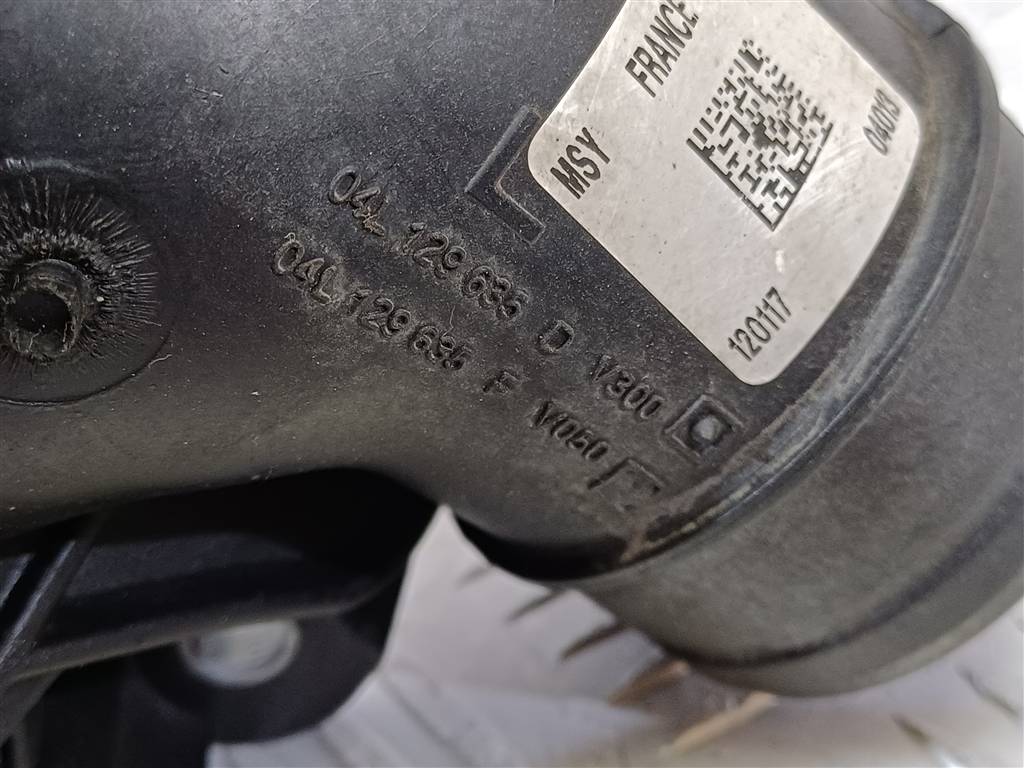 FRANCE
MSY
04013
120117
04L 129 635 D V300
04L 129 635 F V050